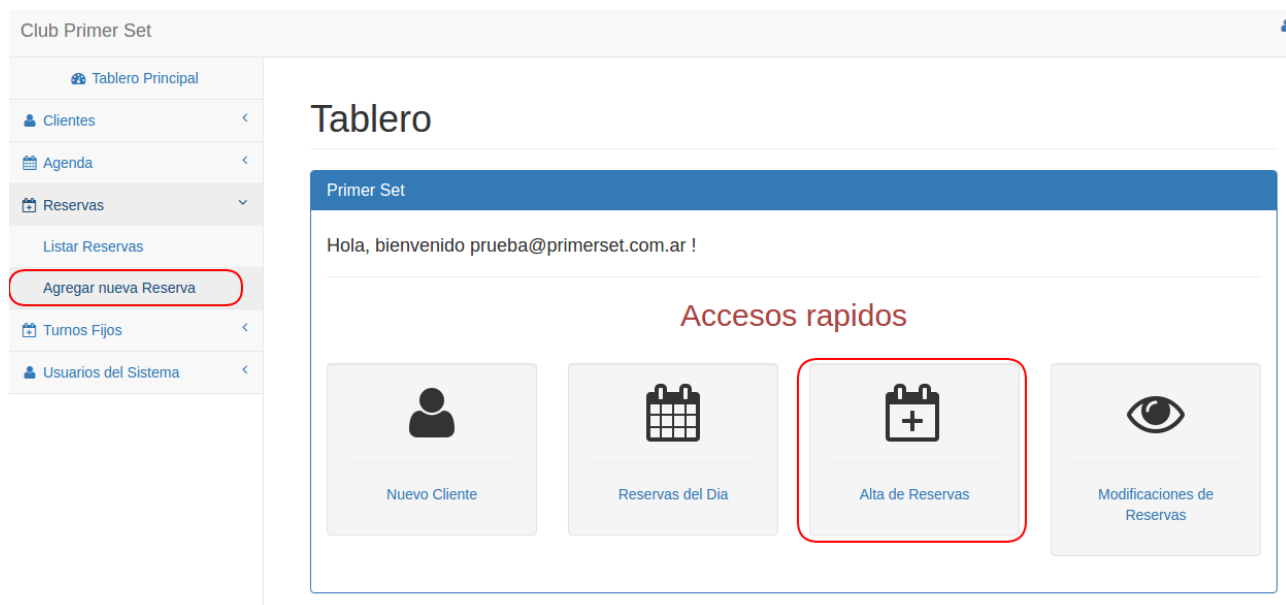 Club Primer Set
Tablero Principal
Clientes
Agenda
Reservas
Listar Reservas
Agregar nueva Reserva
Turnos Fijos
Usuarios del Sistema
Tablero
Primer Set
Hola, bienvenido prueba@primerset.com.ar !
Accesos rapidos
Nuevo Cliente
Reservas del Dia
Alta de Reservas
Modificaciones de
Reservas